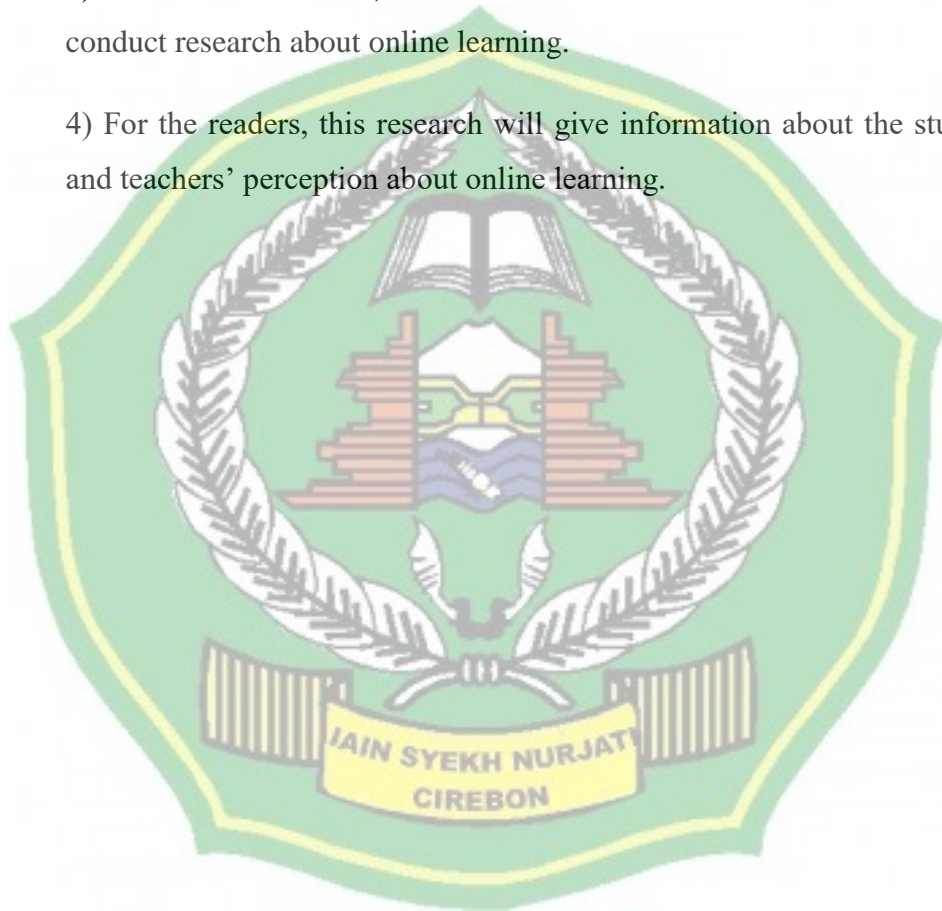 conduct research about online learning.
4) For the readers, this research will give information about the
and teachers’ perception about online learning.
IAIN SYEKH NURJATI
CIREBON